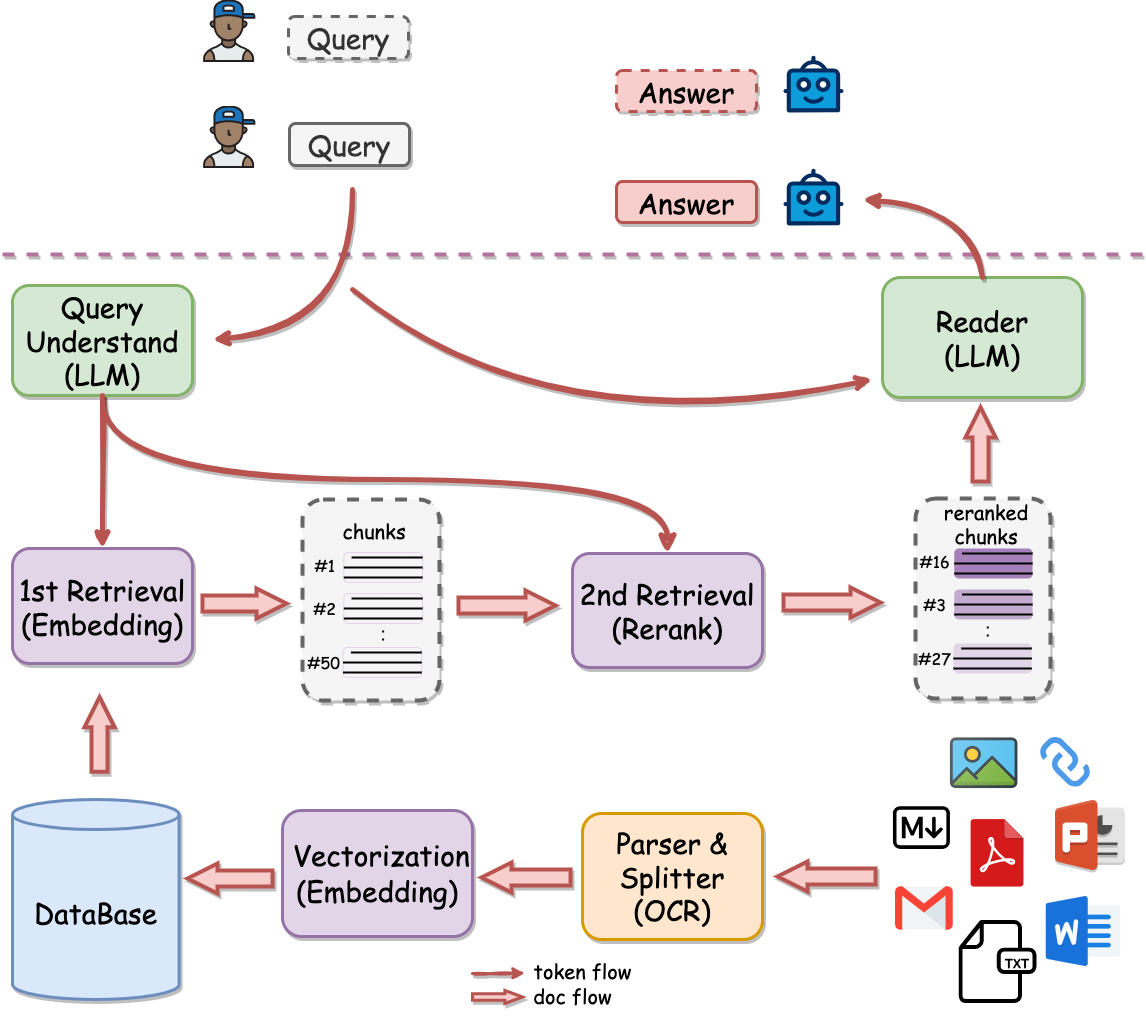 Query
Answer
Query
Answer
Query
Understand
(LLM)
Reader
(LLM)
1st Retrieval
(Embedding)
chunks
#1
#2
:
#50
2nd Retrieval
(Rerank)
reranked
chunks
#16
#3
:
#27
DataBase
Vectorization
(Embedding)
Parser &
Splitter
(OCR)
M
P
W
TXT
token flow
doc flow